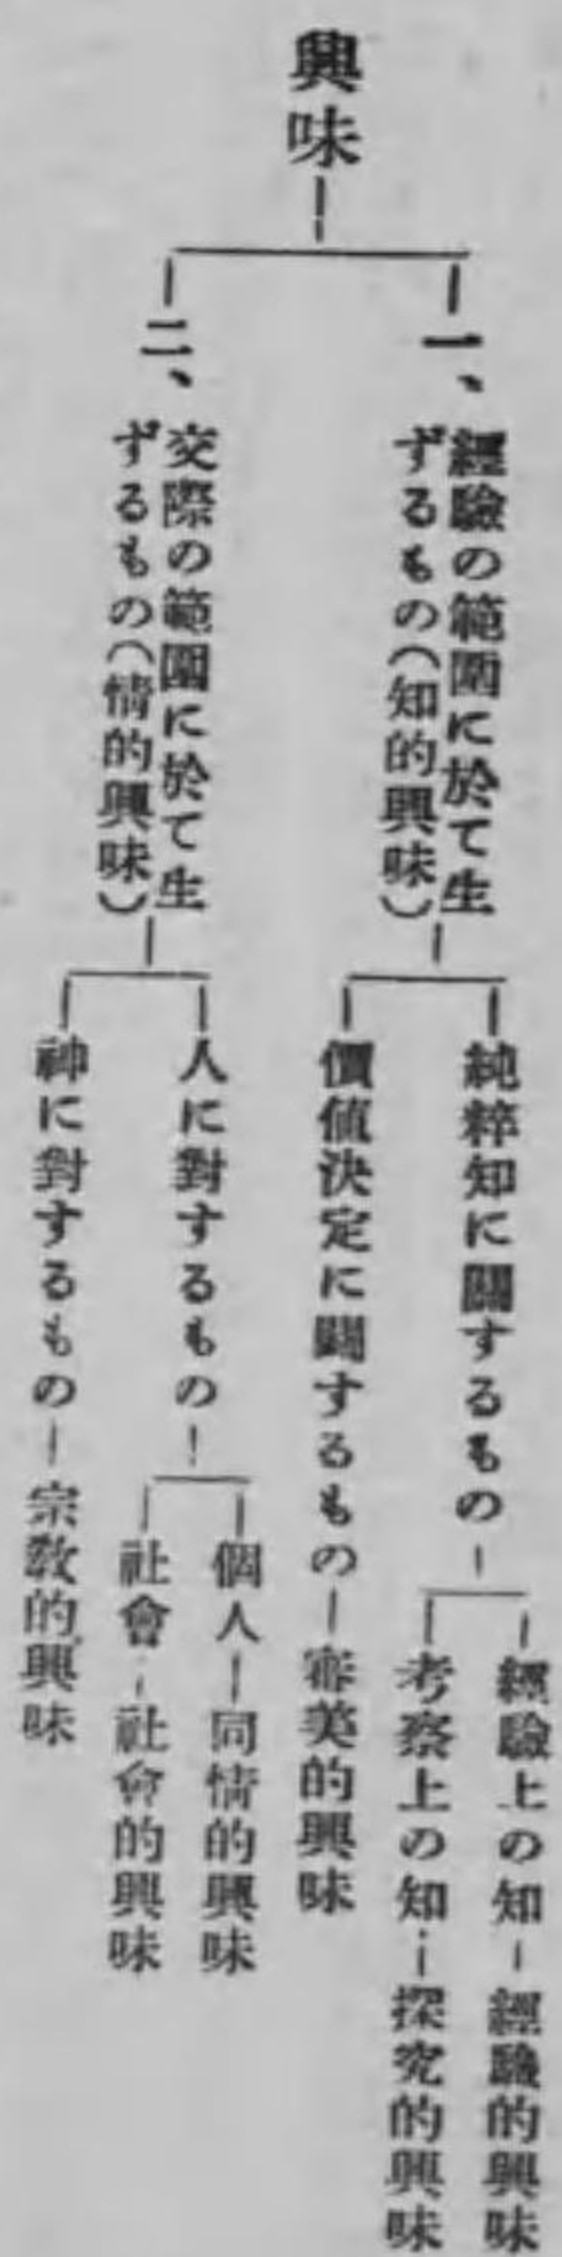 興味
一、
經驗の範圍に於て生
ずるもの(知的興味)
純粹知に關するもの
經驗上の知
經驗的興味
考察上の知
探究的興味
價値決定に關するもの
審美的興味
二、
交際の範圍に於て生
ずるもの(情的興味)
人に對するもの
個人
同情的興味
社會
社會的興味
神に對するもの
宗教的興味